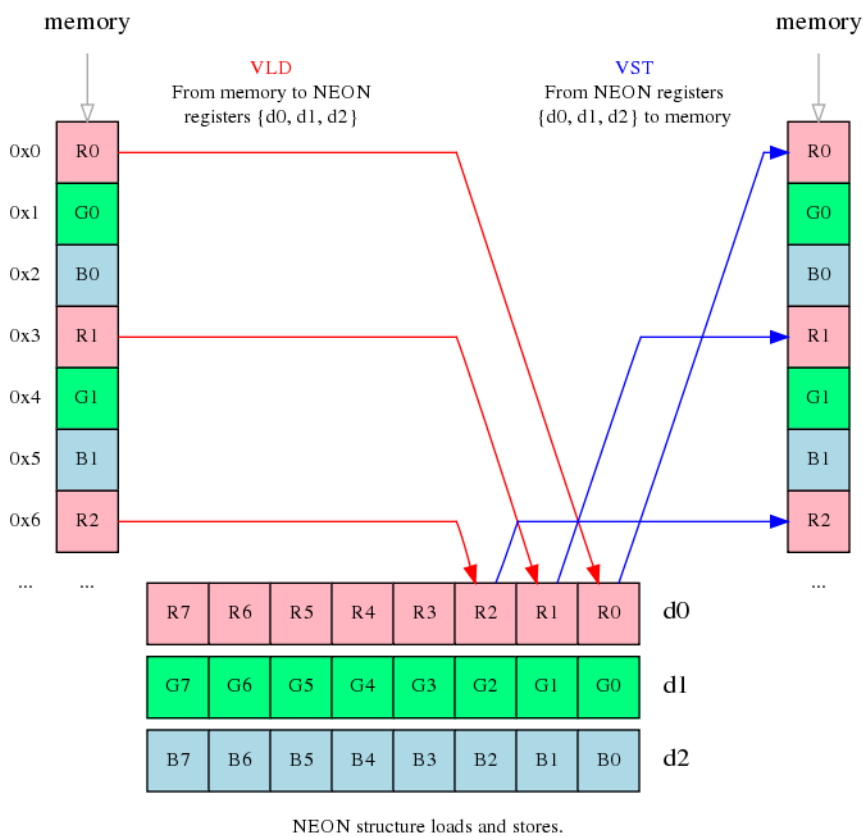 memory
memory
VLD
From memory to NEON
registers {d0, d1, d2}
VST
From NEON registers
{d0, d1, d2} to memory
0x0 R0 R0
0x1 G0 G0
0x2 B0 B0
0x3 R1 R1
0x4 G1 G1
0x5 B1 B1
0x6 R2 R2
... ... ...
R7 R6 R5 R4 R3 R2 R1 R0 d0
G7 G6 G5 G4 G3 G2 G1 G0 d1
B7 B6 B5 B4 B3 B2 B1 B0 d2
NEON structure loads and stores.